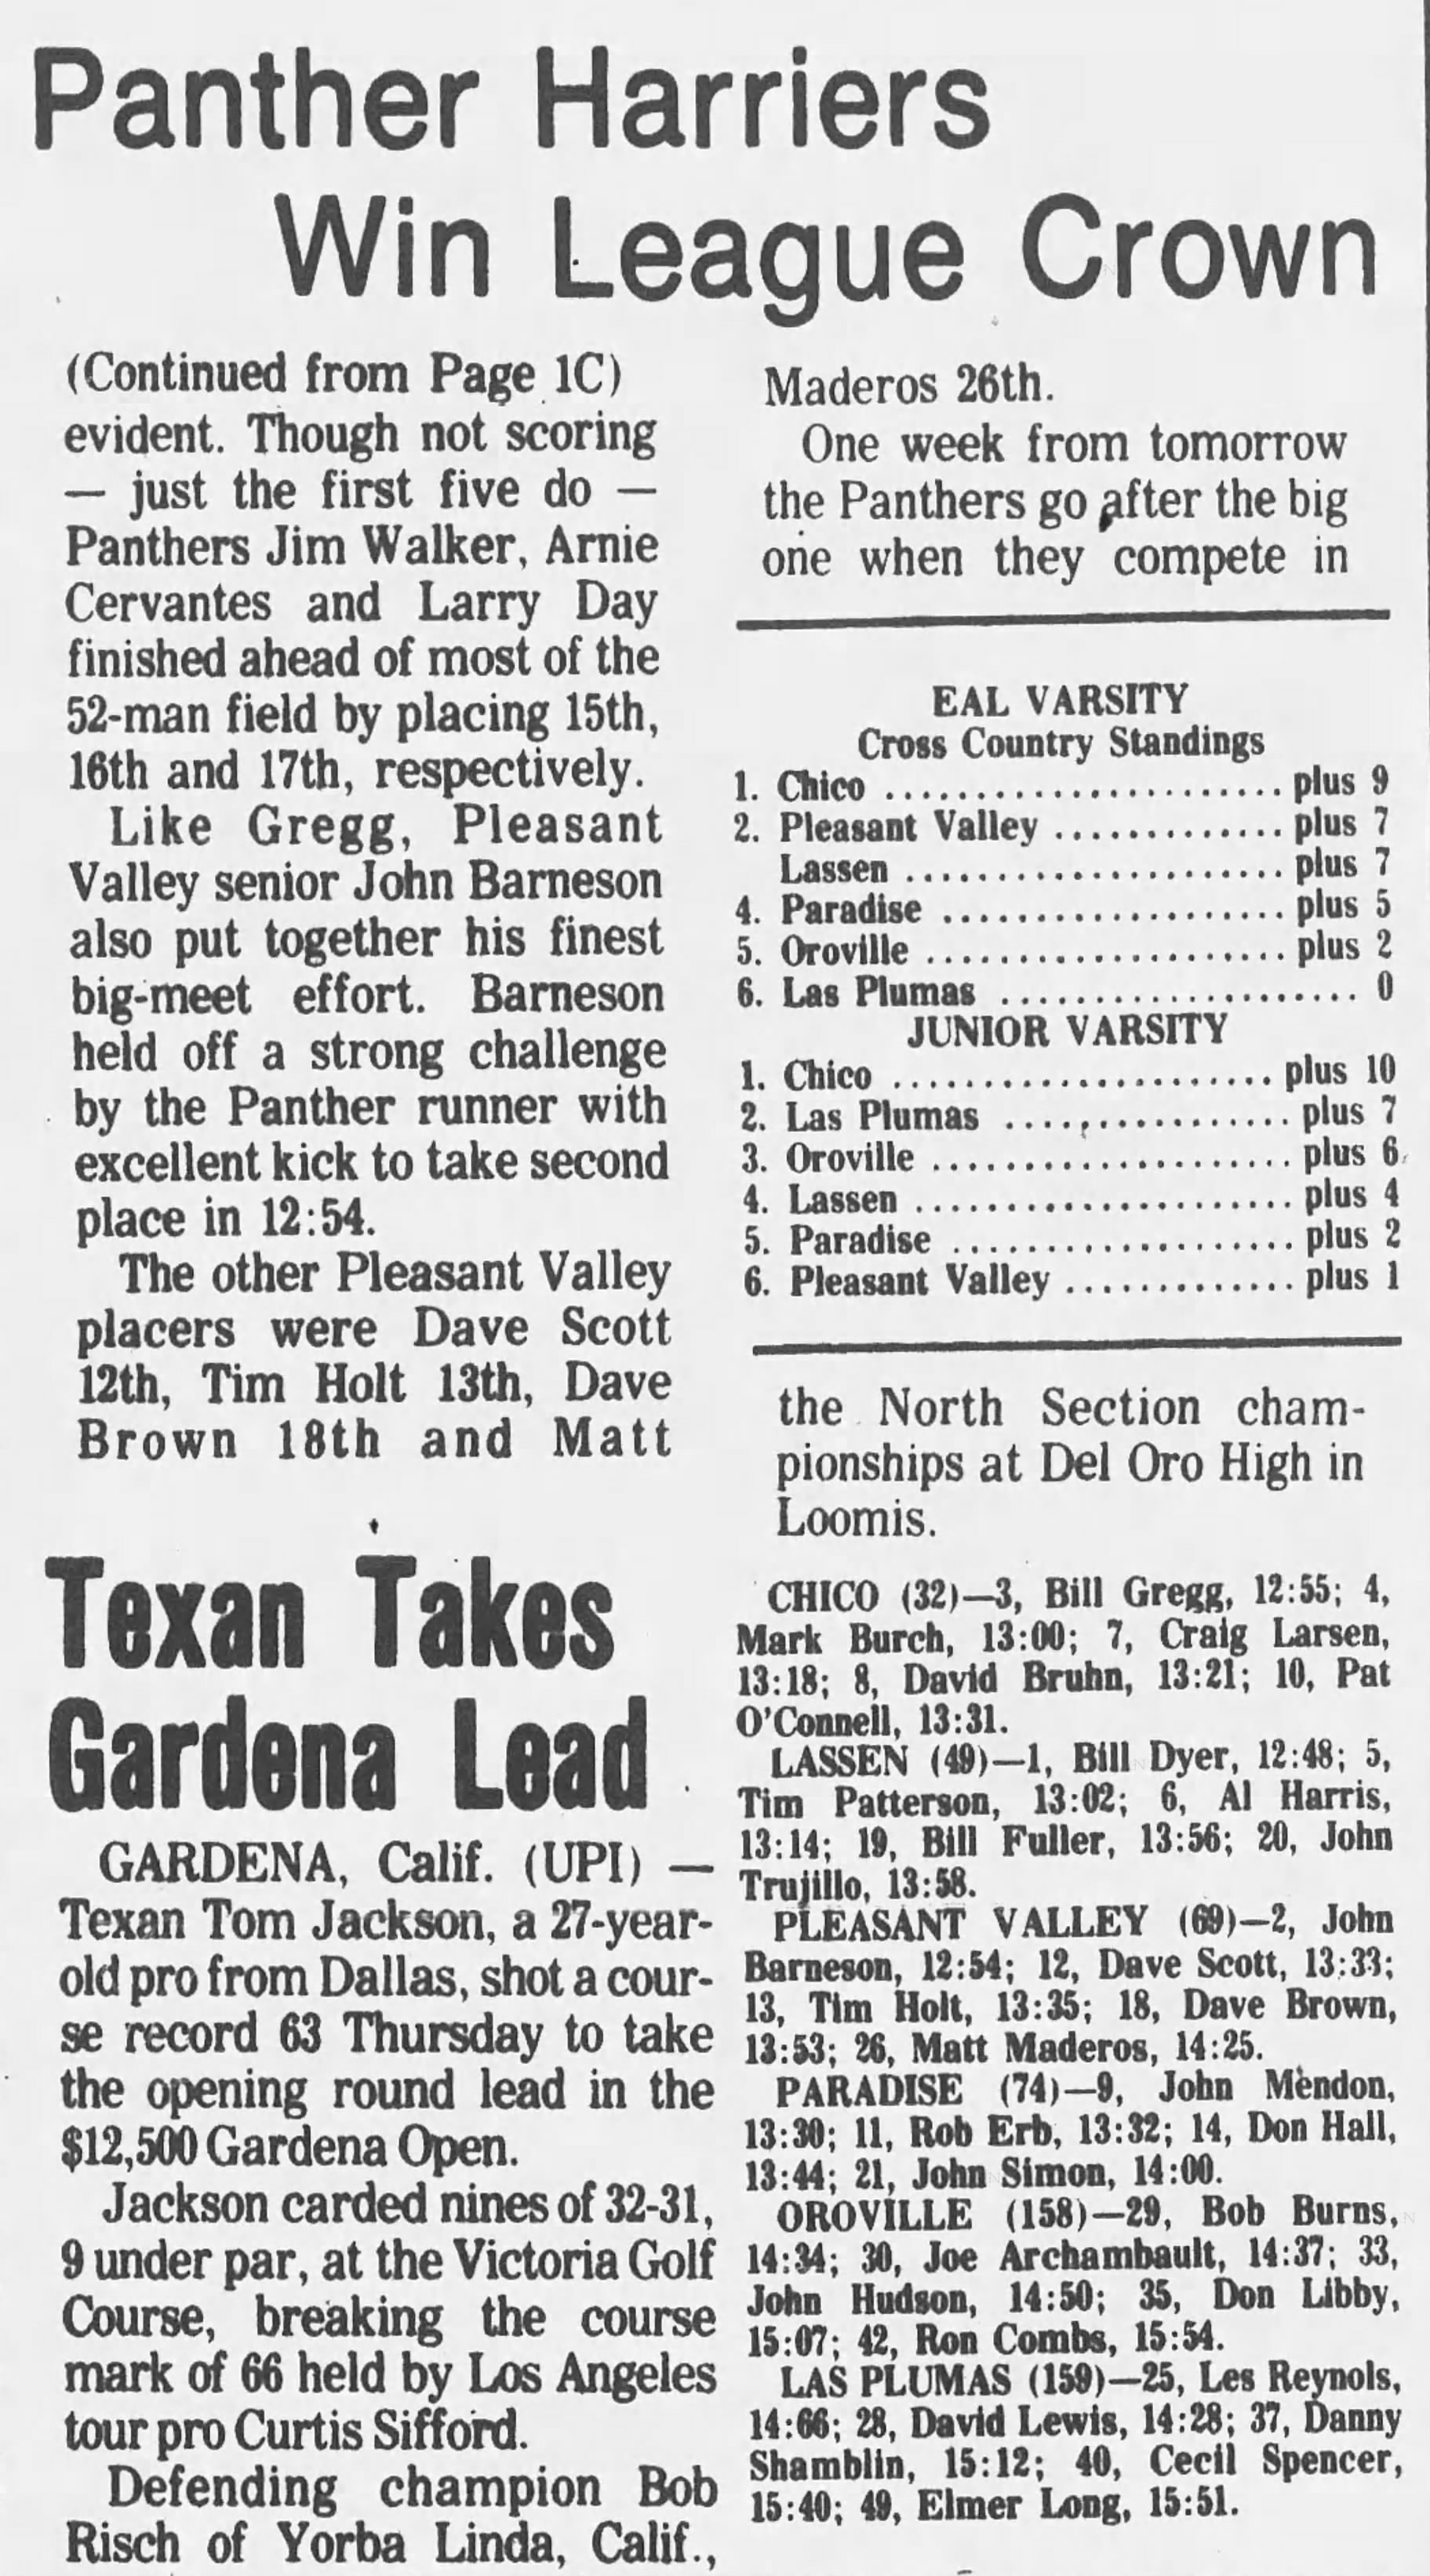 Panther Harriers
Win League Crown
(Continued from Page 1C)
evident. Though not scoring
— just the first five do —
Panthers Jim Walker, Arnie
Cervantes and Larry Day
finished ahead of most of the
52-man field by placing 15th,
16th and 17th, respectively.
Like Gregg, Pleasant
Valley senior John Barneson
also put together his finest
big-meet effort. Barneson
held off a strong challenge
by the Panther runner with
excellent kick to take second
place in 12:54.
The other Pleasant Valley
placers were Dave Scott
12th, Tim Holt 13th, Dave
Brown 18th and Matt
Maderos 26th.
One week from tomorrow
the Panthers go after the big
one when they compete in
EAL VARSITY
Cross Country Standings
1. Chico ....................... plus 9
2. Pleasant Valley ............. plus 7
Lassen ...................... plus 7
4. Paradise ................... plus 5
5. Oroville ..................... plus 2
6. Las Plumas ..................... 0
JUNIOR VARSITY
1. Chico ...................... plus 10
2. Las Plumas ................. plus 7
3. Oroville ..................... plus 6
4. Lassen ...................... plus 4
5. Paradise .................... plus 2
6. Pleasant Valley ............. plus 1
the North Section cham-
pionships at Del Oro High in
Loomis.
CHICO (32)—3, Bill Gregg, 12:55; 4,
Mark Burch, 13:00; 7, Craig Larsen,
13:18; 8, David Bruhn, 13:21; 10, Pat
O'Connell, 13:31.
LASSEN (49)—1, Bill Dyer, 12:48; 5,
Tim Patterson, 13:02; 6, Al Harris,
13:14; 19, Bill Fuller, 13:56; 20, John
Trujillo, 13:58.
PLEASANT VALLEY (69)—2, John
Barneson, 12:54; 12, Dave Scott, 13:33;
13, Tim Holt, 13:35; 18, Dave Brown,
13:53; 26, Matt Maderos, 14:25.
PARADISE (74)—9, John Mendon,
13:30; 11, Rob Erb, 13:32; 14, Don Hall,
13:44; 21, John Simon, 14:00.
OROVILLE (158)—29, Bob Burns,
14:34; 30, Joe Archambault, 14:37; 33,
John Hudson, 14:50; 35, Don Libby,
15:07; 42, Ron Combs, 15:54.
LAS PLUMAS (159)—25, Les Reynols,
14:66; 28, David Lewis, 14:28; 37, Danny
Shamblin, 15:12; 40, Cecil Spencer,
15:40; 49, Elmer Long, 15:51.
Texan Takes
Gardena Lead
GARDENA, Calif. (UPI) —
Texan Tom Jackson, a 27-year-
old pro from Dallas, shot a cour-
se record 63 Thursday to take
the opening round lead in the
$12,500 Gardena Open.
Jackson carded nines of 32-31,
9 under par, at the Victoria Golf
Course, breaking the course
mark of 66 held by Los Angeles
tour pro Curtis Sifford.
Defending champion Bob
Risch of Yorba Linda, Calif.,